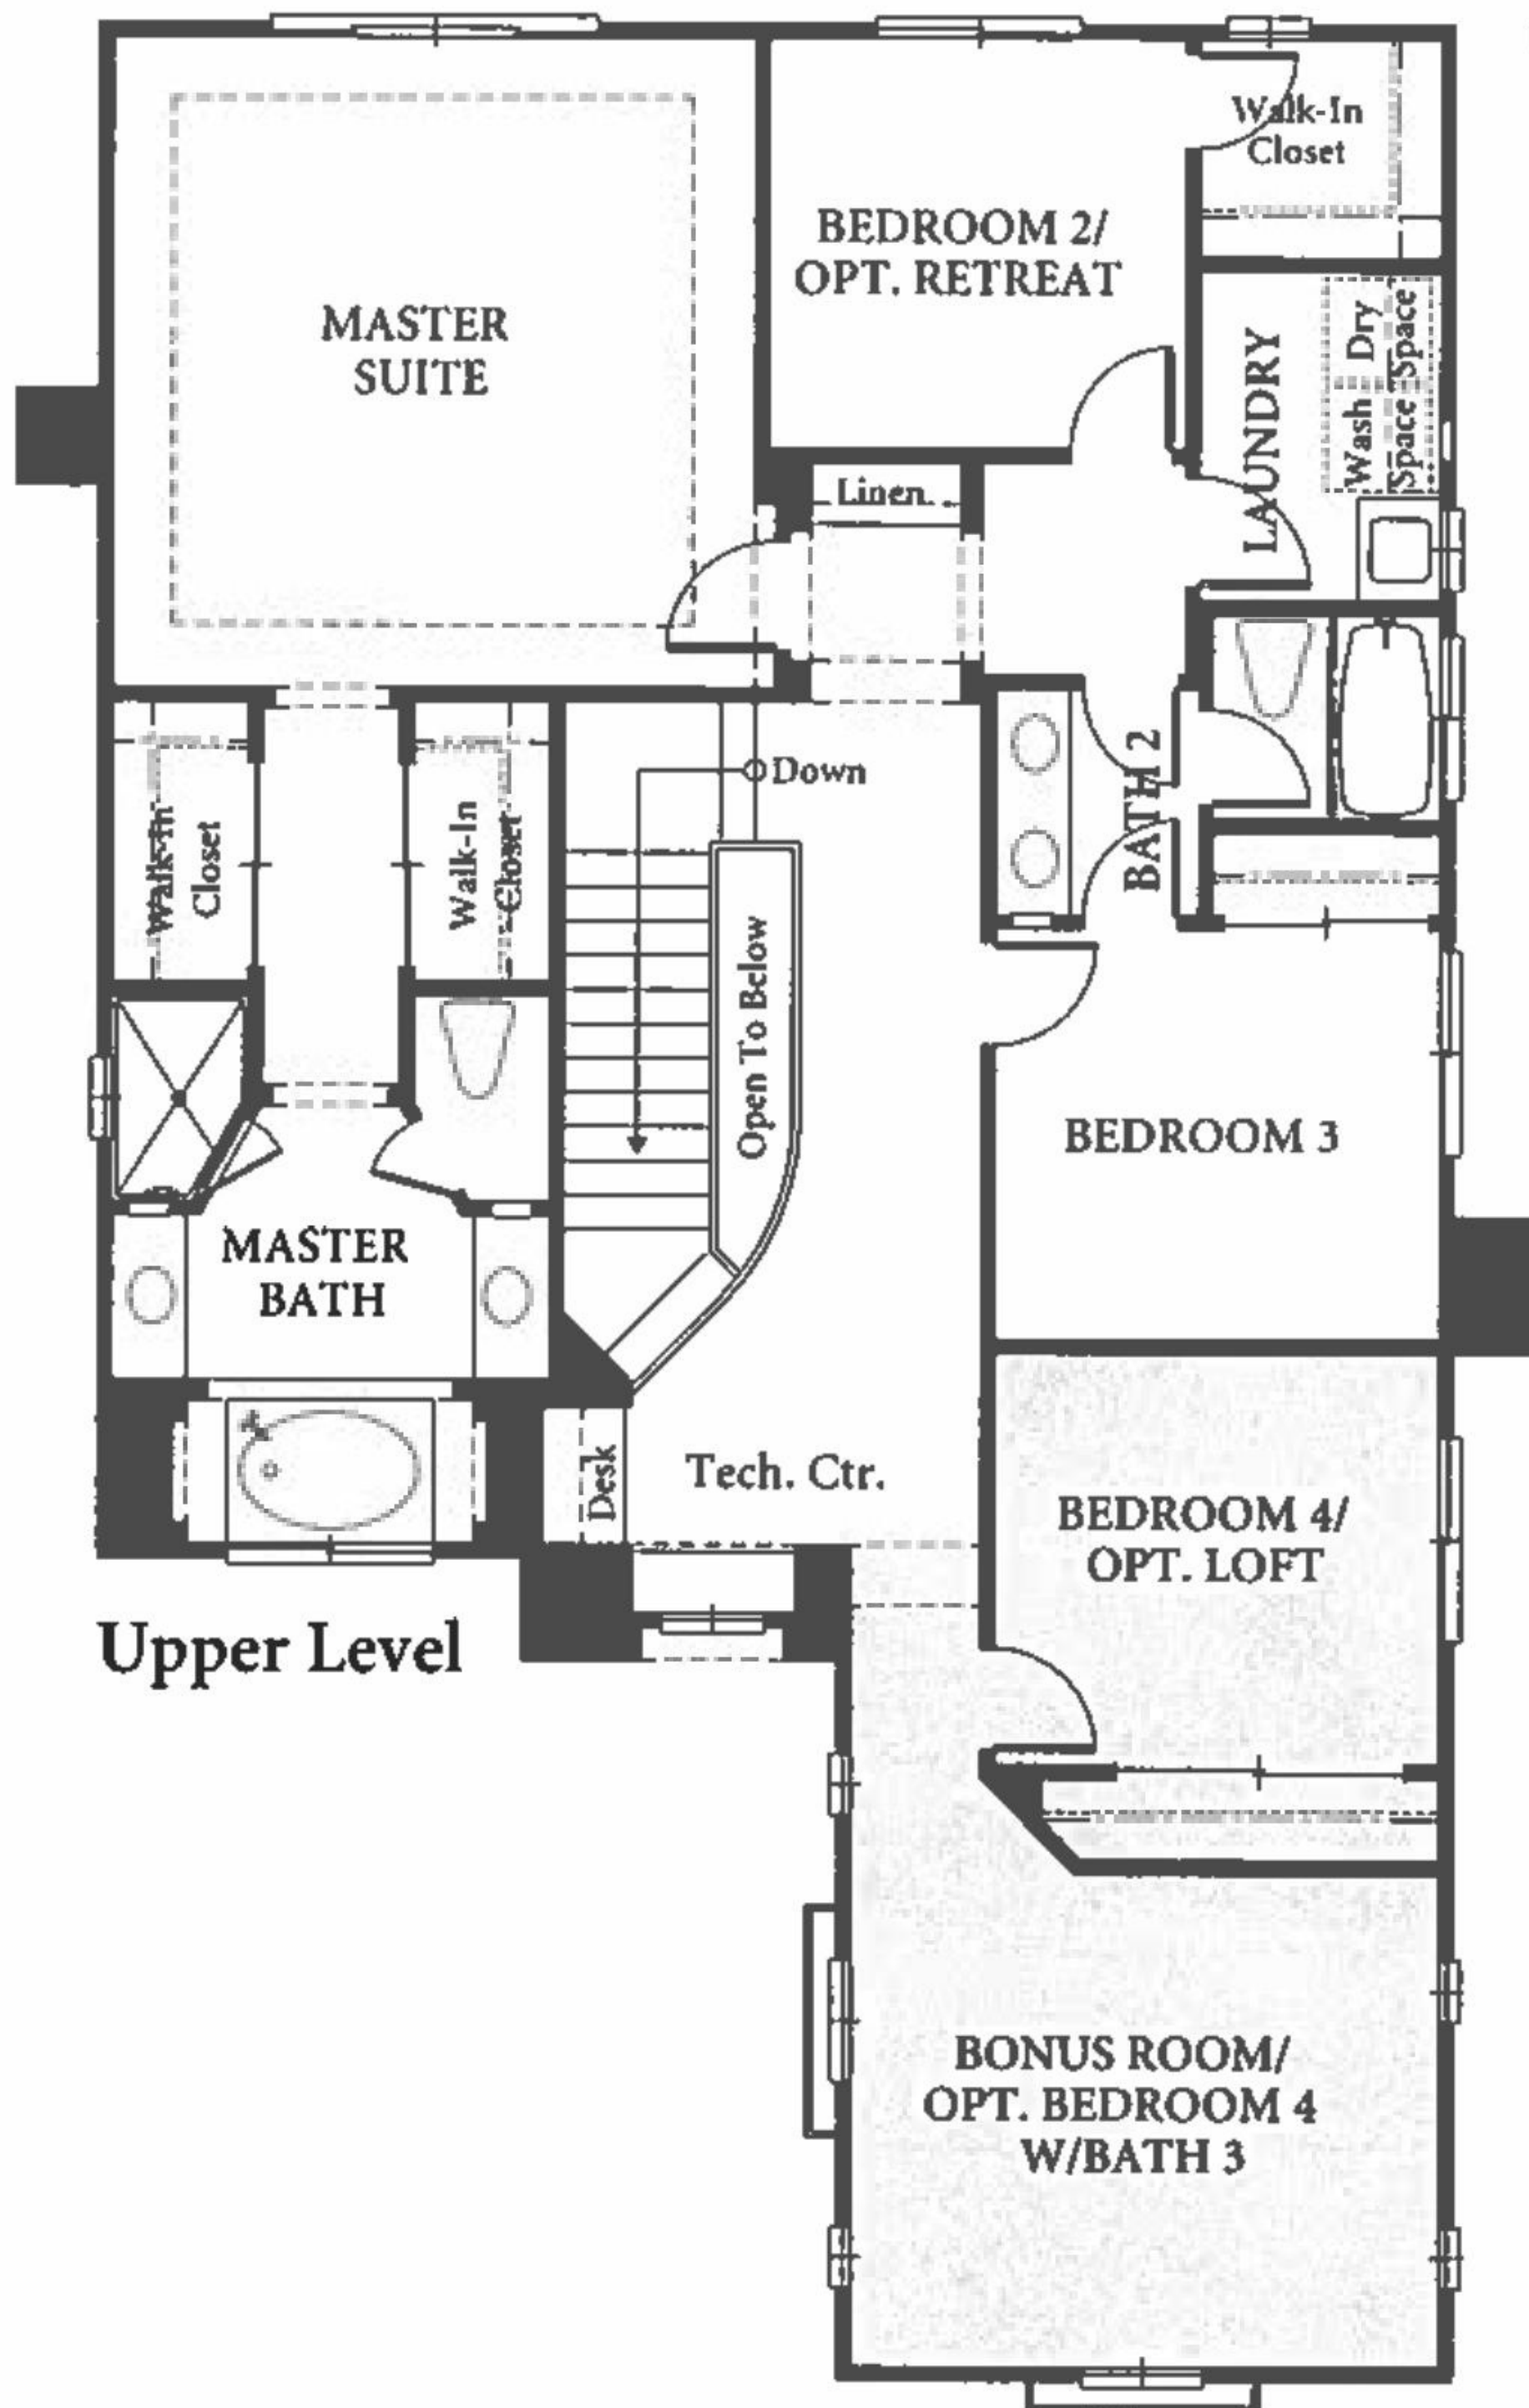 Walk-In
Closet
BEDROOM 2/
OPT. RETREAT
MASTER
SUITE
LAUNDRY
Dry
Space
Wash
Space
Linen
Down
BATH 2
Walk-In
Closet
Walk-In
Closet
Open To Below
BEDROOM 3
MASTER
BATH
Desk
Tech. Ctr.
BEDROOM 4/
OPT. LOFT
Upper Level
BONUS ROOM/
OPT. BEDROOM 4
W/BATH 3